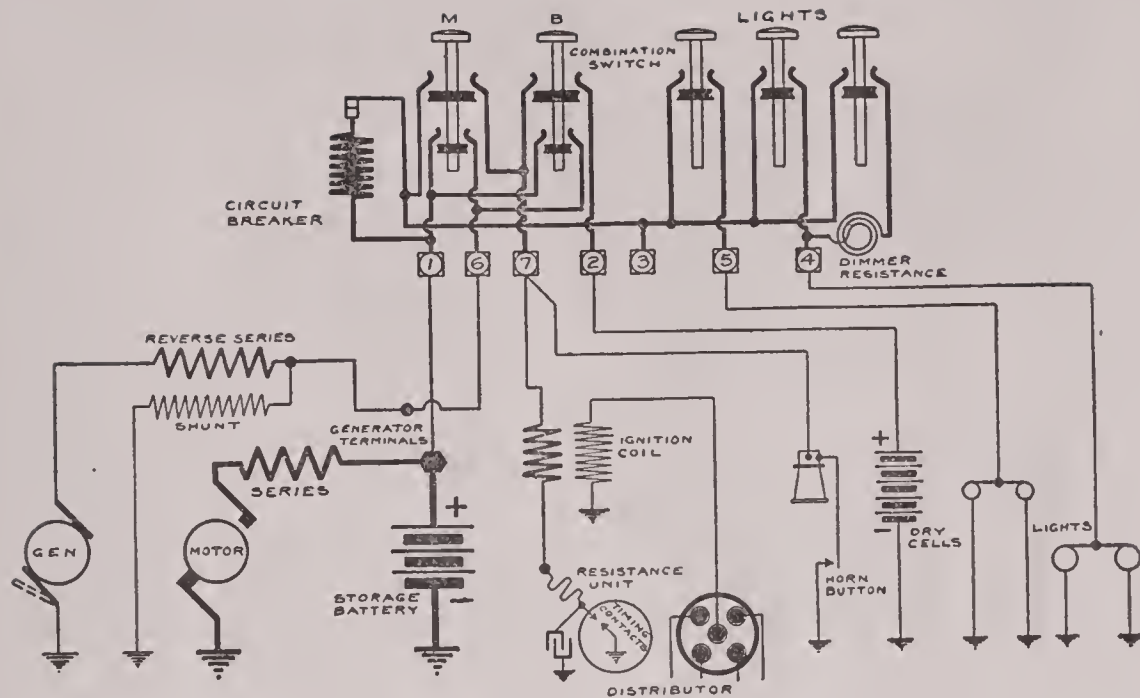 M
B
LIGHTS
COMBINATION
SWITCH
CIRCUIT
BREAKER
1
6
7
2
3
5
4
DIMMER
RESISTANCE
REVERSE SERIES
SHUNT
GENERATOR
TERMINALS
SERIES
IGNITION
COIL
+
+
GEN
MOTOR
STORAGE
BATTERY
-
-
DRY
CELLS
LIGHTS
RESISTANCE
UNIT
TIMING
CONTACTS
HORN
BUTTON
DISTRIBUTOR